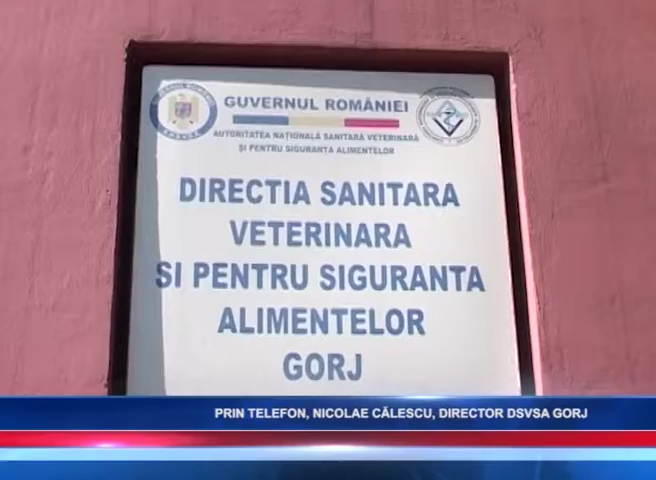 GUVERNUL ROMÂNIEI
AUTORITATEA NAȚIONALĂ SANITARĂ VETERINARĂ
ȘI PENTRU SIGURANȚA ALIMENTELOR
DIRECTIA SANITARA
VETERINARA
SI PENTRU SIGURANTA
ALIMENTELOR
GORJ
PRIN TELEFON, NICOLAE CĂLESCU, DIRECTOR DSVSA GORJ